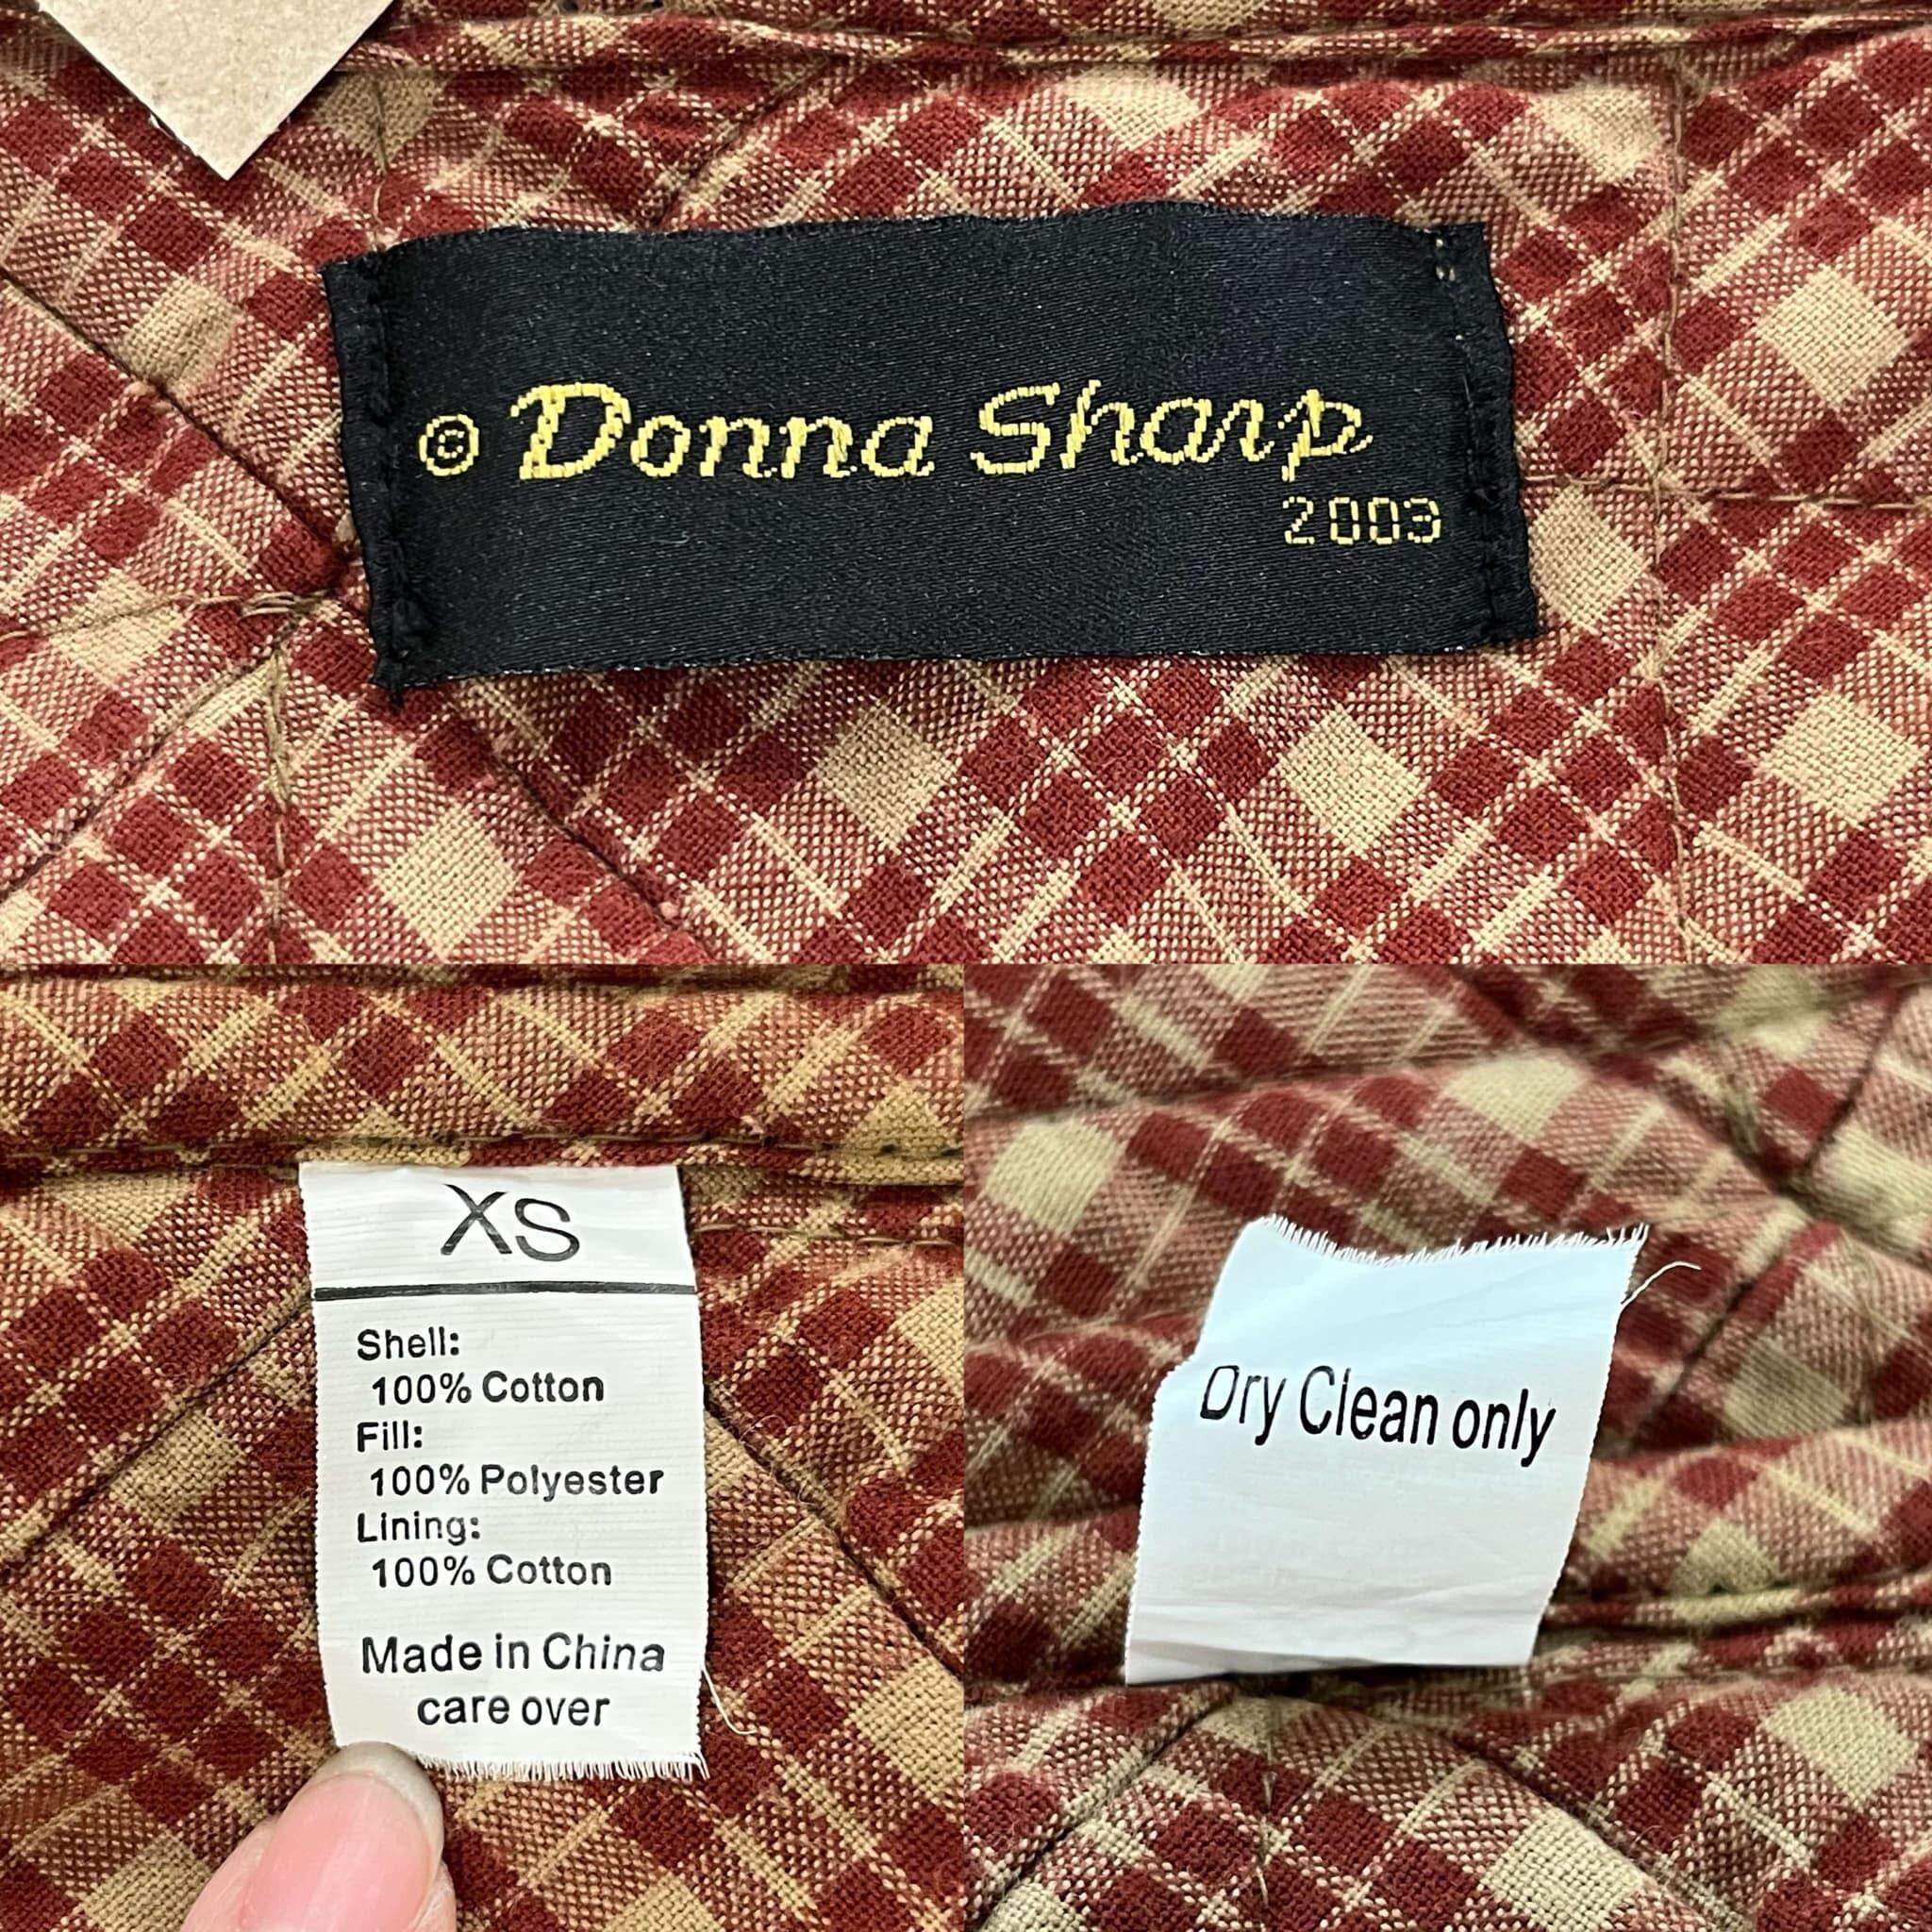 © Donna Sharp
2003
XS
Shell:
100% Cotton
Fill:
100% Polyester
Lining:
100% Cotton
Made in China
care over
Dry Clean only